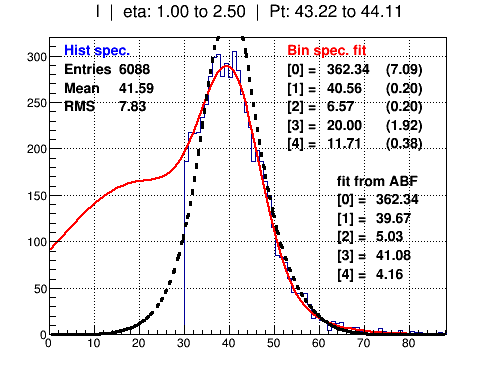 I | eta: 1.00 to 2.50 | Pt: 43.22 to 44.11
Hist spec.
Entries 6088
Mean 41.59
RMS 7.83
Bin spec. fit
[0] = 362.34 (7.09)
[1] = 40.56 (0.20)
[2] = 6.57 (0.20)
[3] = 20.00 (1.92)
[4] = 11.71 (0.38)
fit from ABF
[0] = 362.34
[1] = 39.67
[2] = 5.03
[3] = 41.08
[4] = 4.16
300
250
200
150
100
50
0
0 10 20 30 40 50 60 70 80